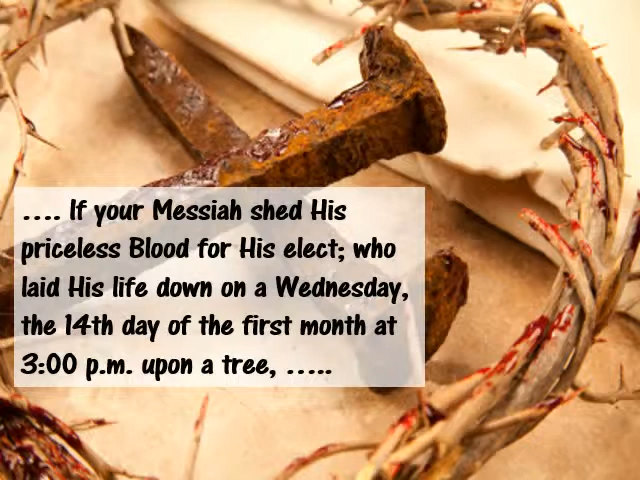 .... If your Messiah shed His
priceless Blood for His elect; who
laid His life down on a Wednesday,
the 14th day of the first month at
3:00 p.m. upon a tree, .....